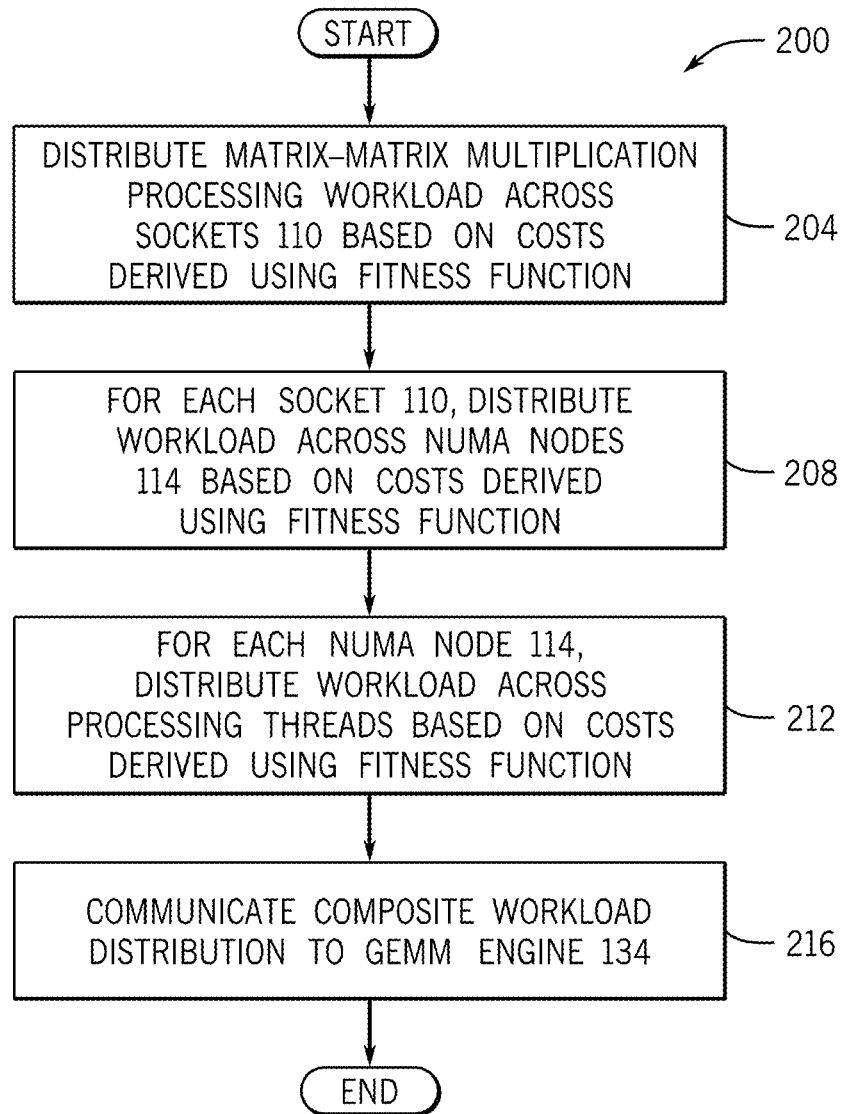 START
200
DISTRIBUTE MATRIX–MATRIX MULTIPLICATION
PROCESSING WORKLOAD ACROSS
SOCKETS 110 BASED ON COSTS
DERIVED USING FITNESS FUNCTION
204
FOR EACH SOCKET 110, DISTRIBUTE
WORKLOAD ACROSS NUMA NODES
114 BASED ON COSTS DERIVED
USING FITNESS FUNCTION
208
FOR EACH NUMA NODE 114,
DISTRIBUTE WORKLOAD ACROSS
PROCESSING THREADS BASED ON COSTS
DERIVED USING FITNESS FUNCTION
212
COMMUNICATE COMPOSITE WORKLOAD
DISTRIBUTION TO GEMM ENGINE 134
216
END